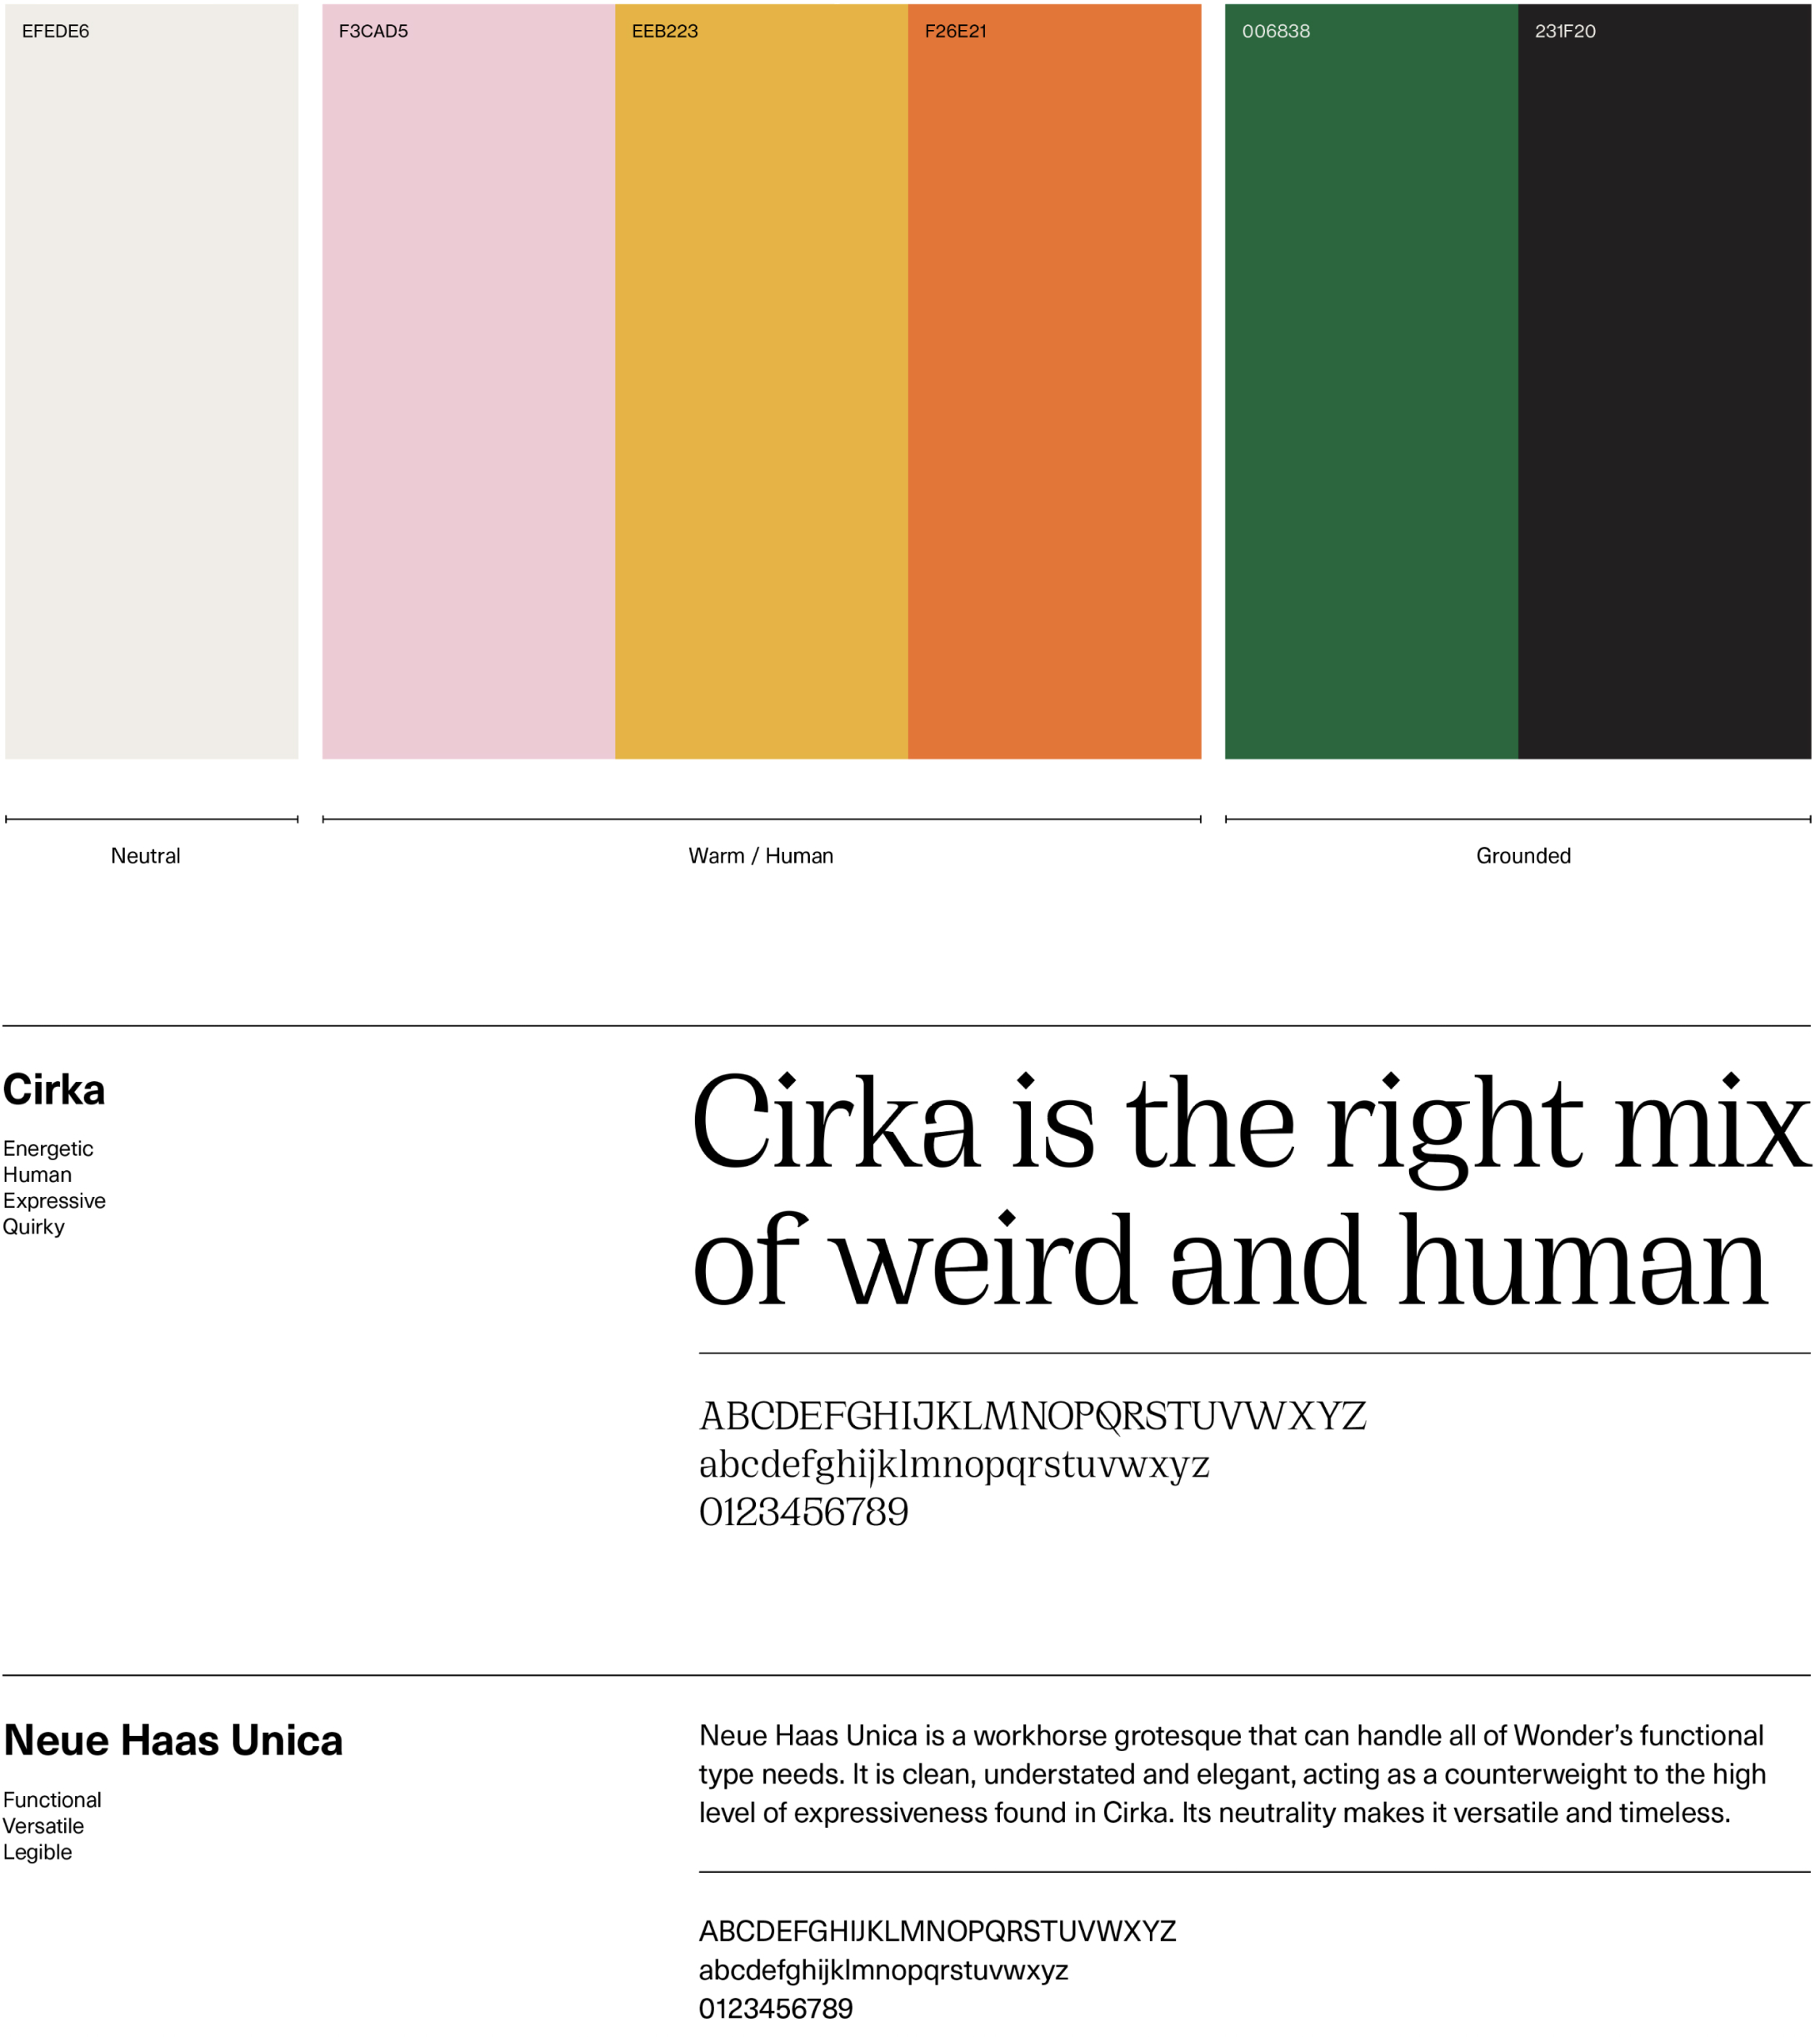 EFEDE6
F3CAD5
EEB223
F26E21
006838
231F20
Neutral
Warm / Human
Grounded
Cirka
Energetic
Human
Expressive
Quirky
Cirka is the right mix
of weird and human
ABCDEFGHIJKLMNOPQRSTUVWXYZ
abcdefghijklmnopqrstuvwxyz
0123456789
Neue Haas Unica
Functional
Versatile
Legible
Neue Haas Unica is a workhorse grotesque that can handle all of Wonder’s functional
type needs. It is clean, understated and elegant, acting as a counterweight to the high
level of expressiveness found in Cirka. Its neutrality makes it versatile and timeless.
ABCDEFGHIJKLMNOPQRSTUVWXYZ
abcdefghijklmnopqrstuvwxyz
0123456789